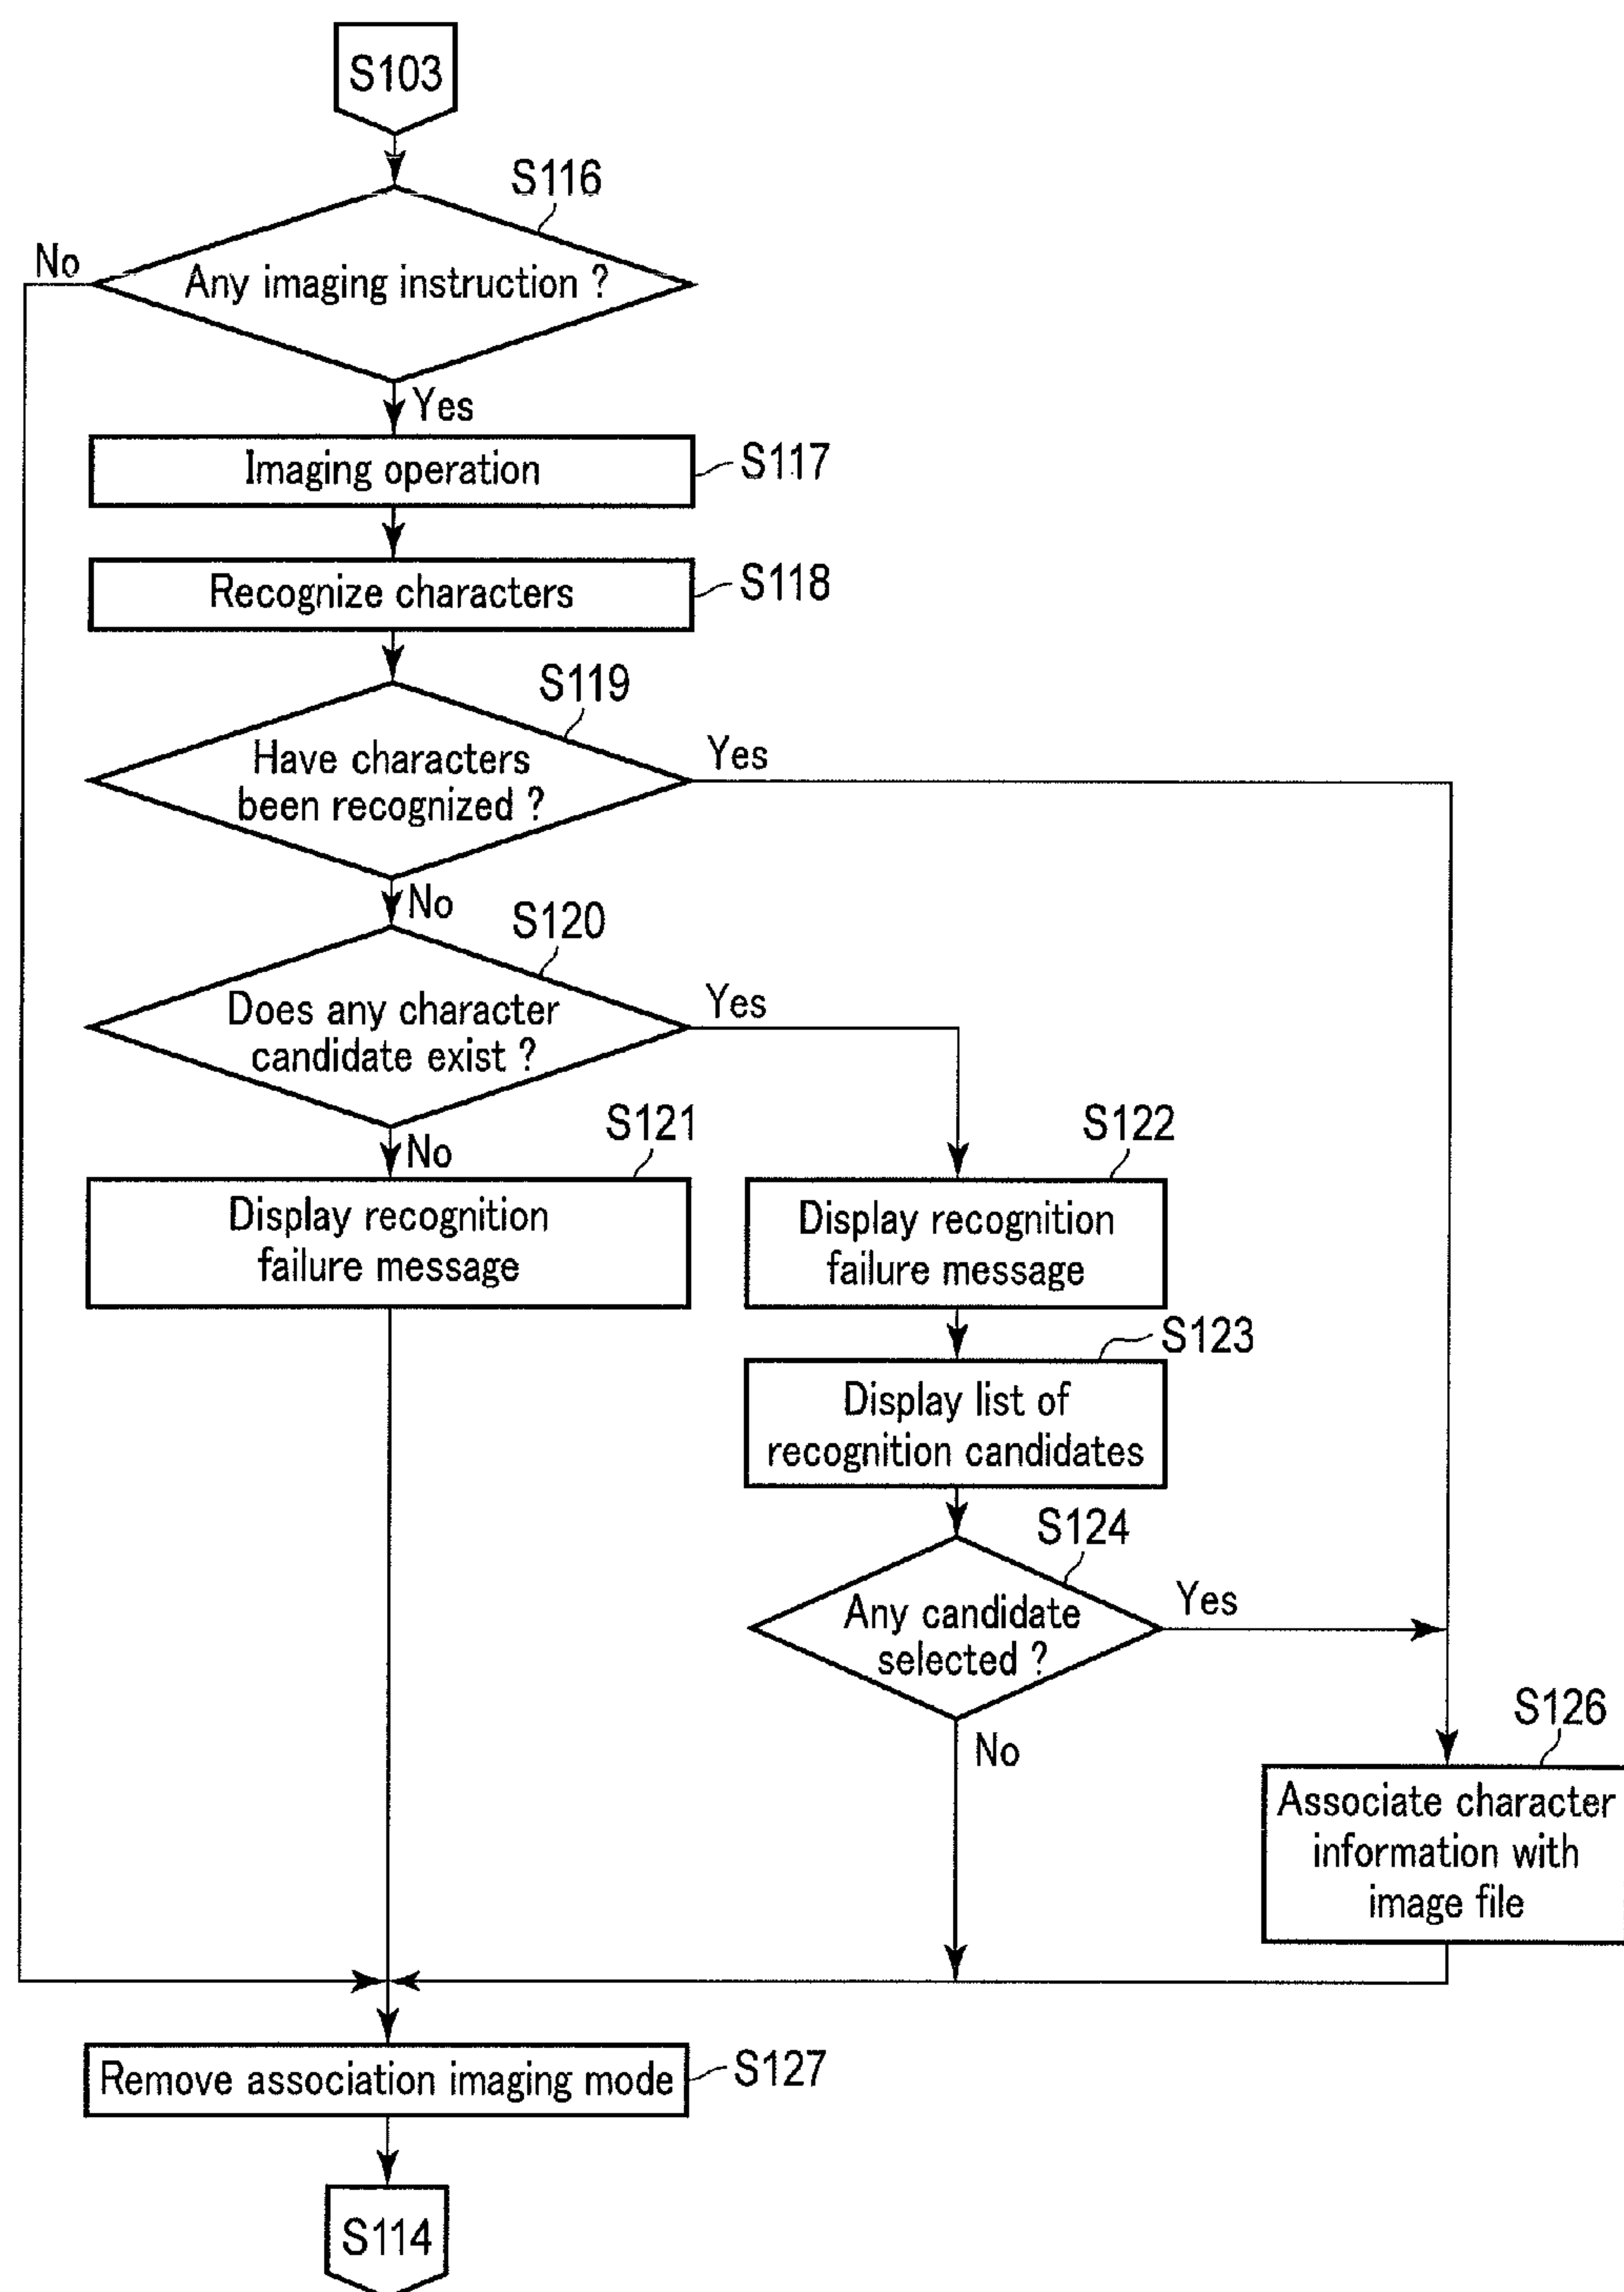 S103
S116
No
Any imaging instruction ?
Yes
Imaging operation
S117
Recognize characters
S118
S119
Have characters
been recognized ?
Yes
No
S120
Does any character
candidate exist ?
Yes
No
S121
Display recognition
failure message
S122
Display recognition
failure message
S123
Display list of
recognition candidates
S124
Any candidate
selected ?
Yes
No
S126
Associate character
information with
image file
Remove association imaging mode
S127
S114